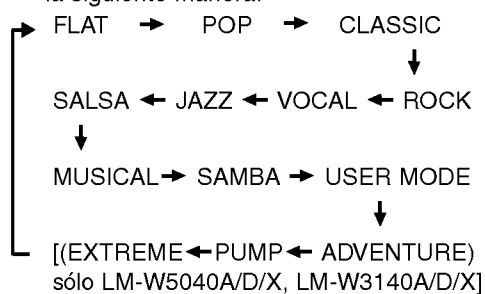 la siguiente manera:
FLAT → POP → CLASSIC
SALSA ← JAZZ ← VOCAL ← ROCK
MUSICAL → SAMBA → USER MODE
[(EXTREME ← PUMP ← ADVENTURE)
sólo LM-W5040A/D/X, LM-W3140A/D/X]